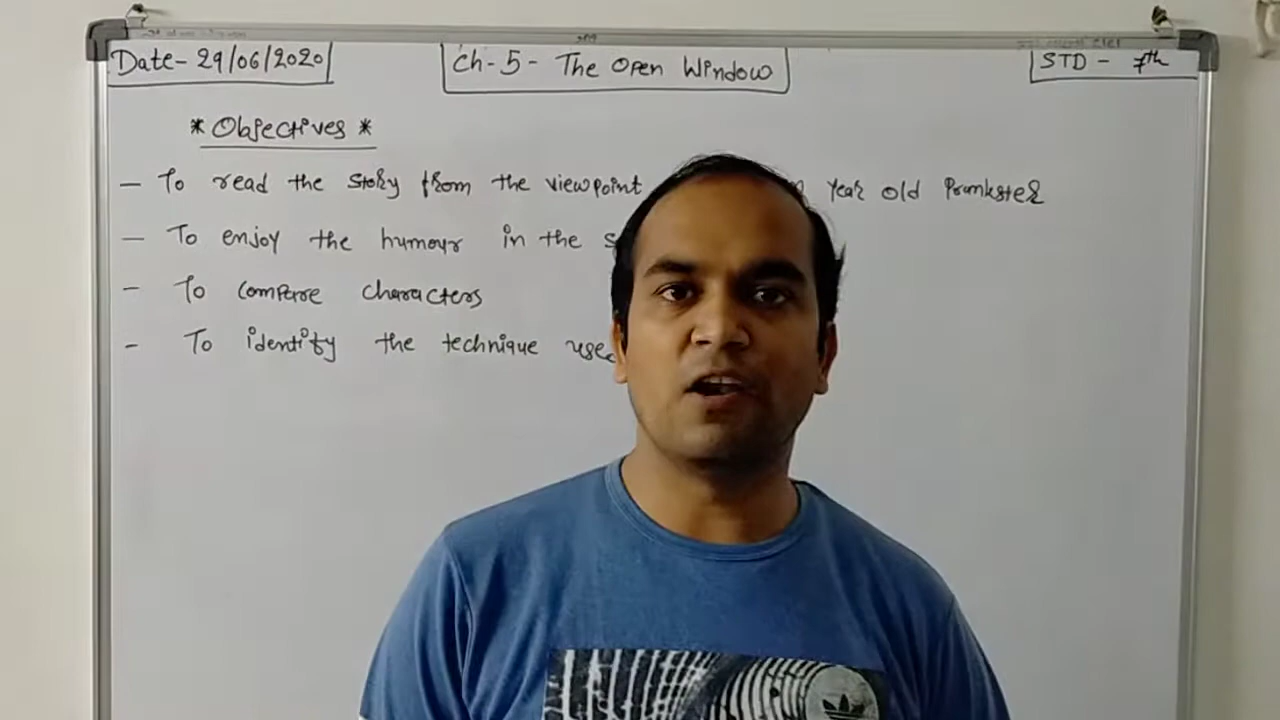 Date- 29/06/2020
Ch-5- The Open Window
STD - 7th
* Objectives *
— To read the story from the viewpoint year old Prankster
— To enjoy the humour in the
- To compare characters
- To identify the technique